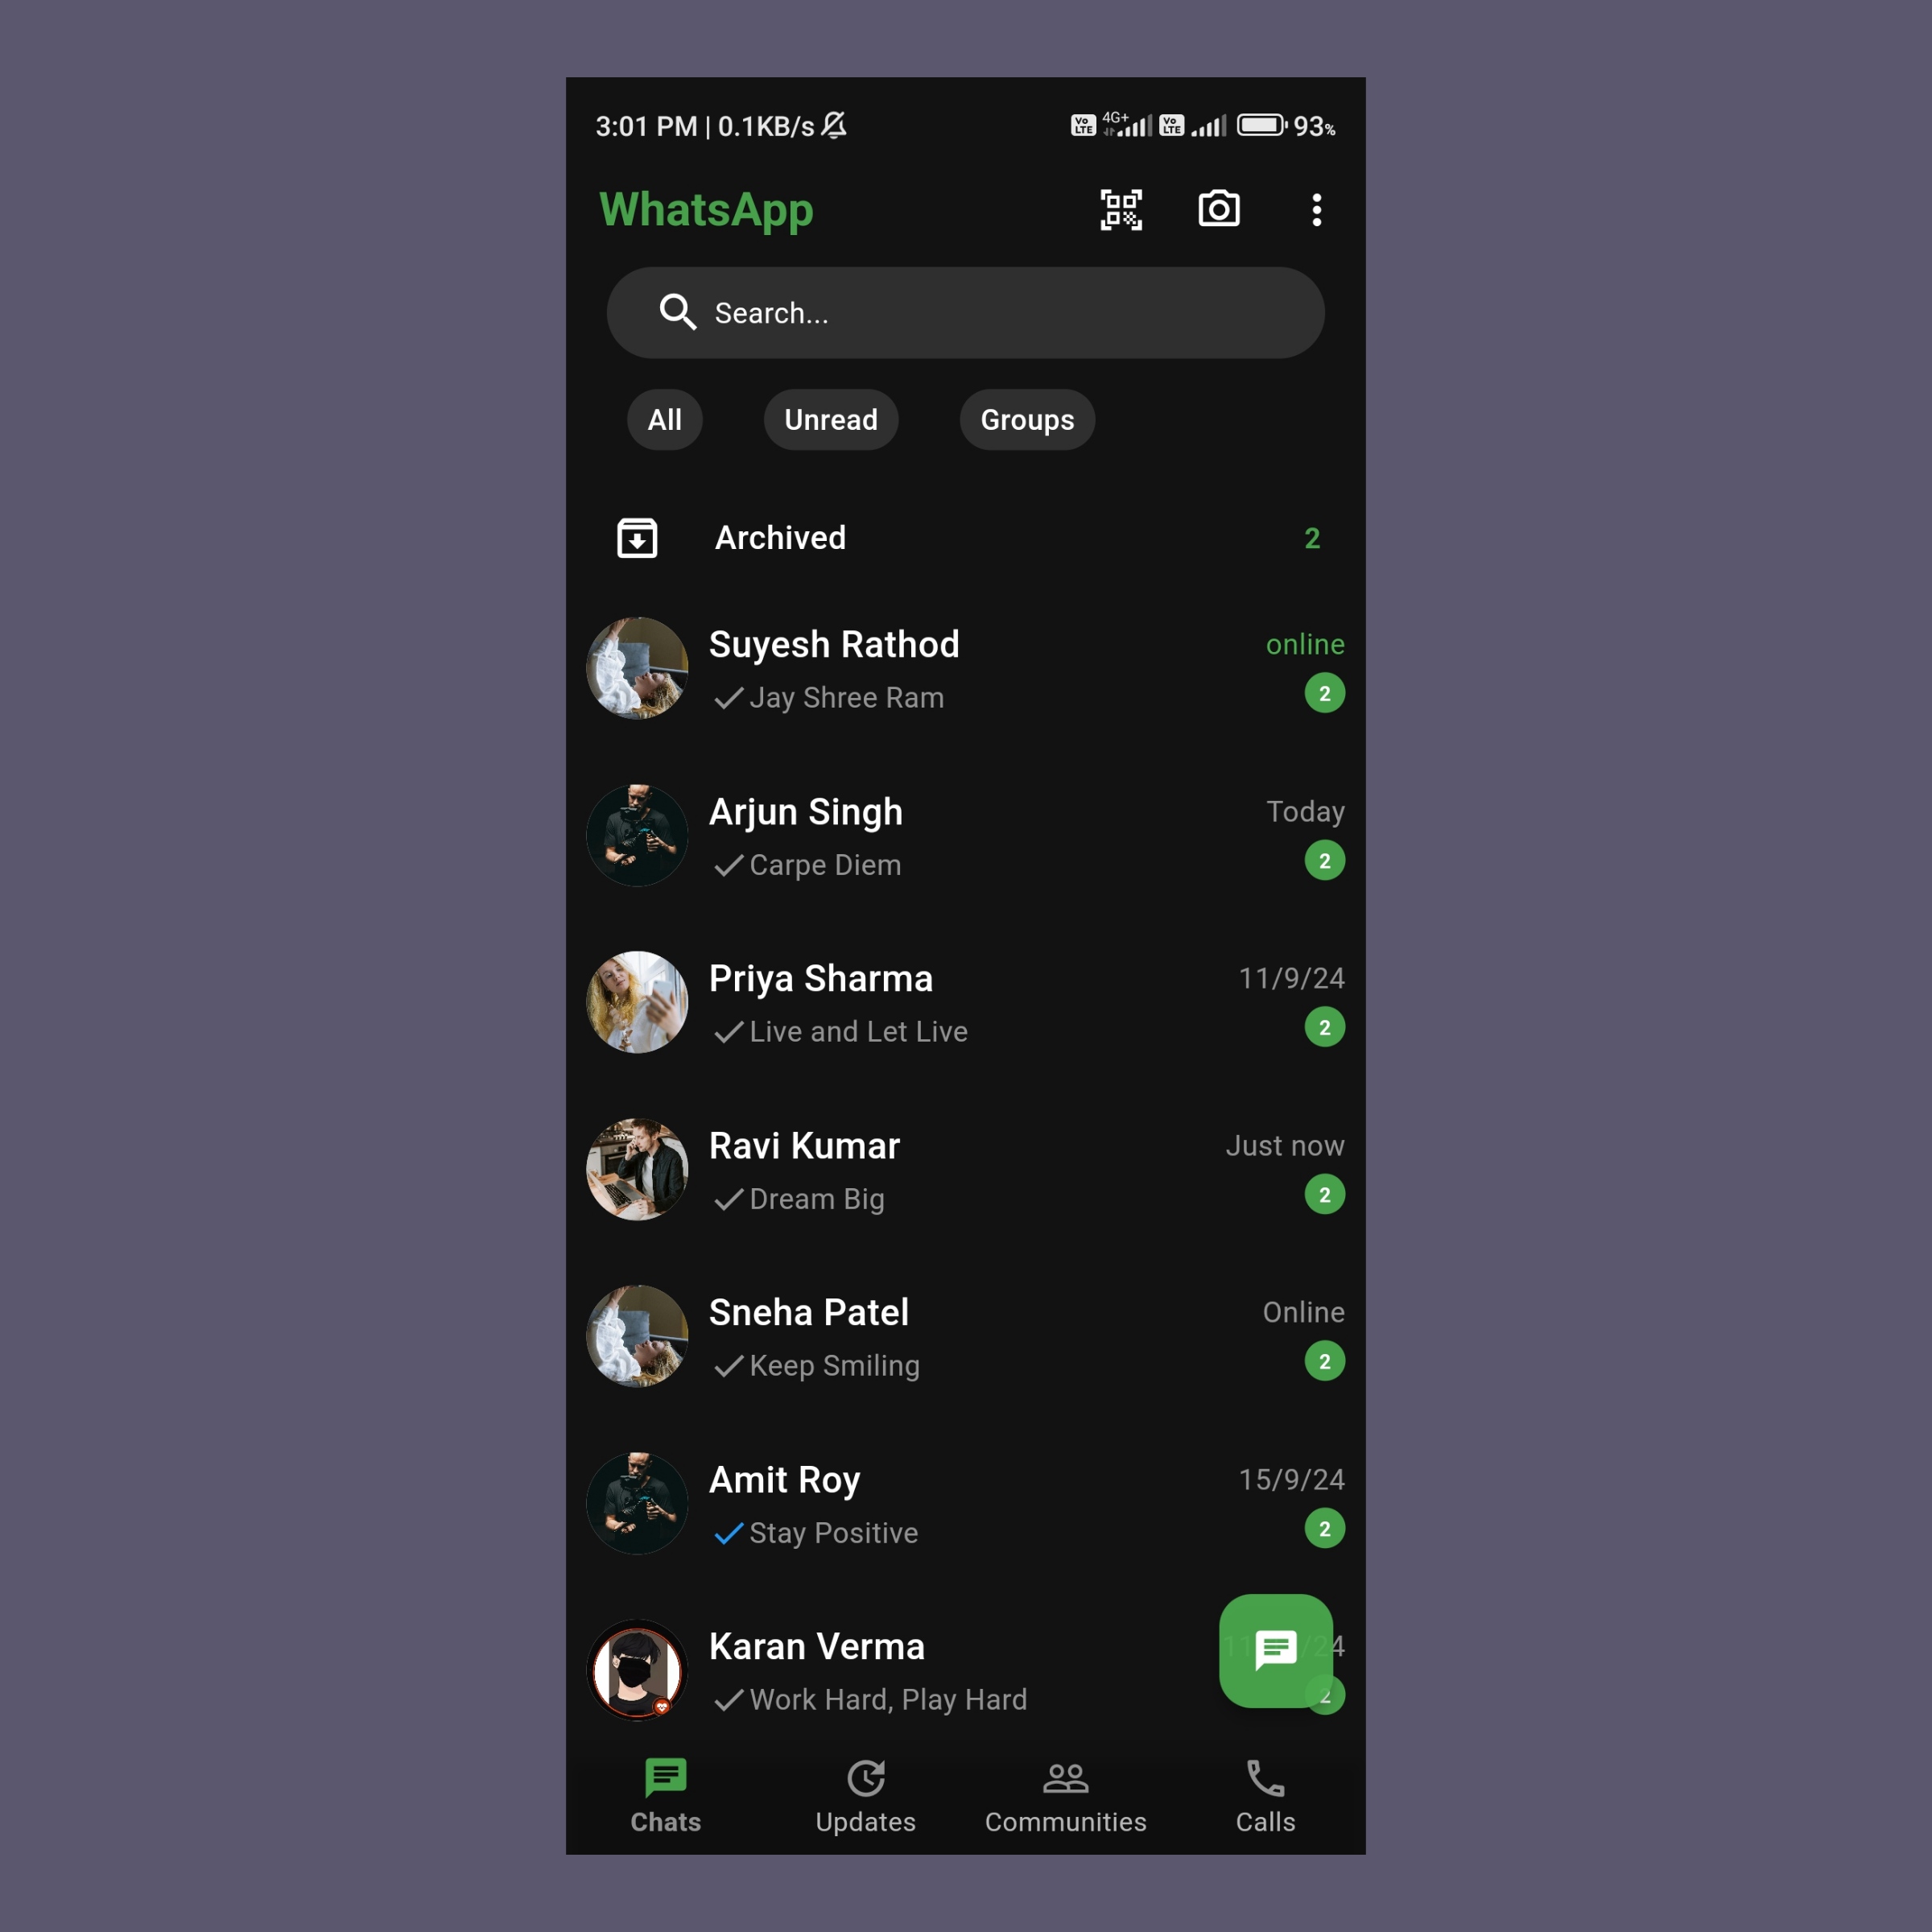 3:01 PM | 0.1KB/s Vo LTE 4G+ Vo LTE 93%
WhatsApp
Search...
All Unread Groups
Archived 2
Suyesh Rathod online
Jay Shree Ram 2
Arjun Singh Today
Carpe Diem 2
Priya Sharma 11/9/24
Live and Let Live 2
Ravi Kumar Just now
Dream Big 2
Sneha Patel Online
Keep Smiling 2
Amit Roy 15/9/24
Stay Positive 2
Karan Verma
Work Hard, Play Hard 2
Chats Updates Communities Calls